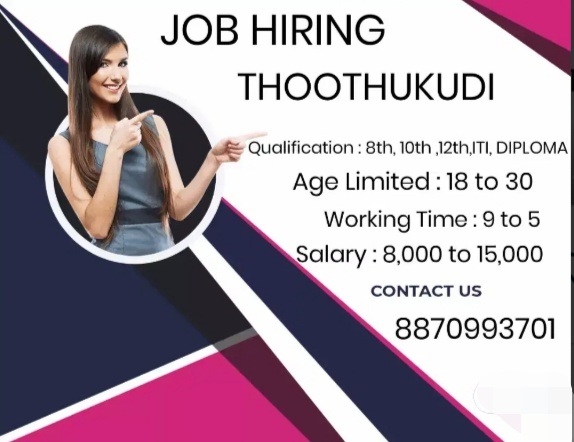 JOB HIRING
THOOTHUKUDI
Qualification : 8th, 10th ,12th,ITI, DIPLOMA
Age Limited : 18 to 30
Working Time : 9 to 5
Salary : 8,000 to 15,000
CONTACT US
8870993701